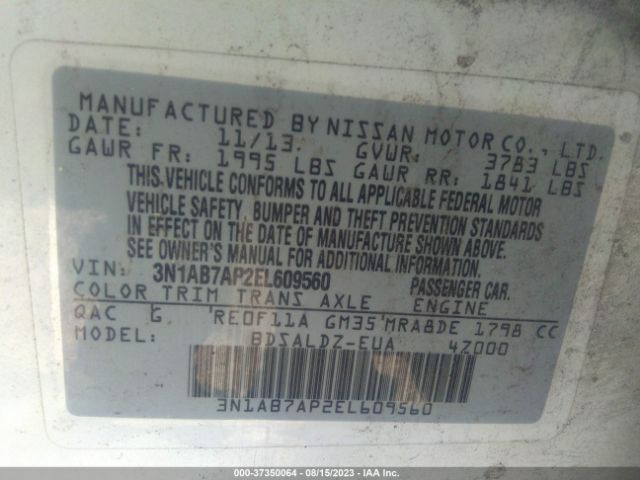 MANUFACTURED BY NISSAN MOTOR CO., LTD.
DATE: 11/13. GVWR: 3783 LBS
GAWR FR: 1995 LBS GAWR RR: 1841 LBS
THIS VEHICLE CONFORMS TO ALL APPLICABLE FEDERAL MOTOR
VEHICLE SAFETY, BUMPER AND THEFT PREVENTION STANDARDS
IN EFFECT ON THE DATE OF MANUFACTURE SHOWN ABOVE.
SEE OWNER'S MANUAL FOR ADDITIONAL INFORMATION.
VIN: 3N1AB7AP2EL609560 PASSENGER CAR.
COLOR TRIM TRANS AXLE ENGINE
QAC G 'RE0F11A GM35'MRA8DE 1798 CC
MODEL: BDSALDZ-EUA 4Z000
3N1AB7AP2EL609560
000-37350064 - 08/15/2023 - IAA Inc.